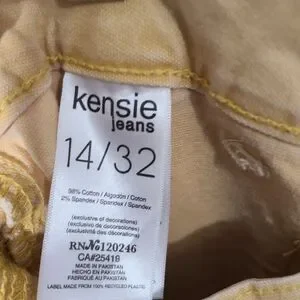 kensie
jeans
14/32
98% Cotton / Algodón / Coton
2% Spandex / Spandex / Spandex
(exclusive of decorations)
(exclusivo de decoraciones)
(exclusivité des décorations)
RN№120246
CA#25419
MADE IN PAKISTAN
HECHO EN PAKISTAN
FABRIQUÉ AU PAKISTAN
LABEL MADE FROM 100% RECYCLED PLASTIC